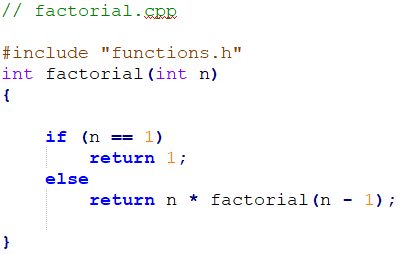 // factorial.cpp
#include "functions.h"
int factorial(int n)
{
if (n == 1)
return 1;
else
return n * factorial(n - 1);
}